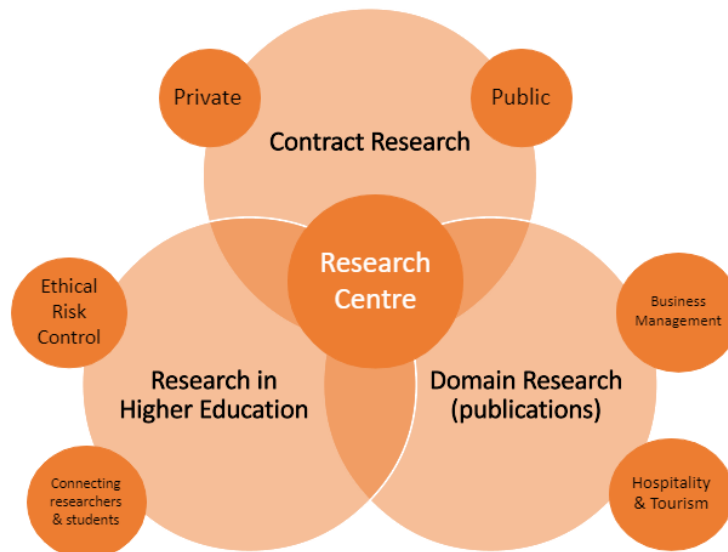 Private
Public
Contract Research
Research
Centre
Ethical
Risk
Control
Business
Management
Research in
Higher Education
Domain Research
(publications)
Connecting
researchers
& students
Hospitality
& Tourism